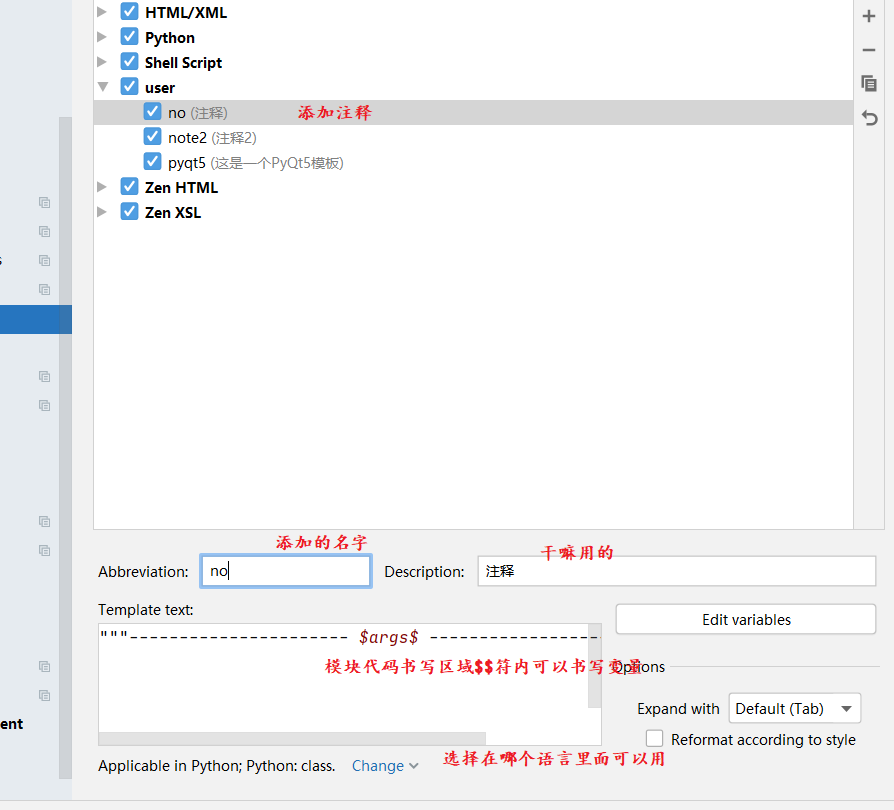 HTML/XML
Python
Shell Script
user
no (注释) 添加注释
note2 (注释2)
pyqt5 (这是一个PyQt5模板)
Zen HTML
Zen XSL
s
添加的名字
干嘛用的
Abbreviation: no Description: 注释
Template text:
Edit variables
"""---------------------- $args$ -----------------
模块代码书写区域$$符内可以书写变量
Options
Expand with Default (Tab)
ent
Reformat according to style
选择在哪个语言里面可以用
Applicable in Python; Python: class. Change